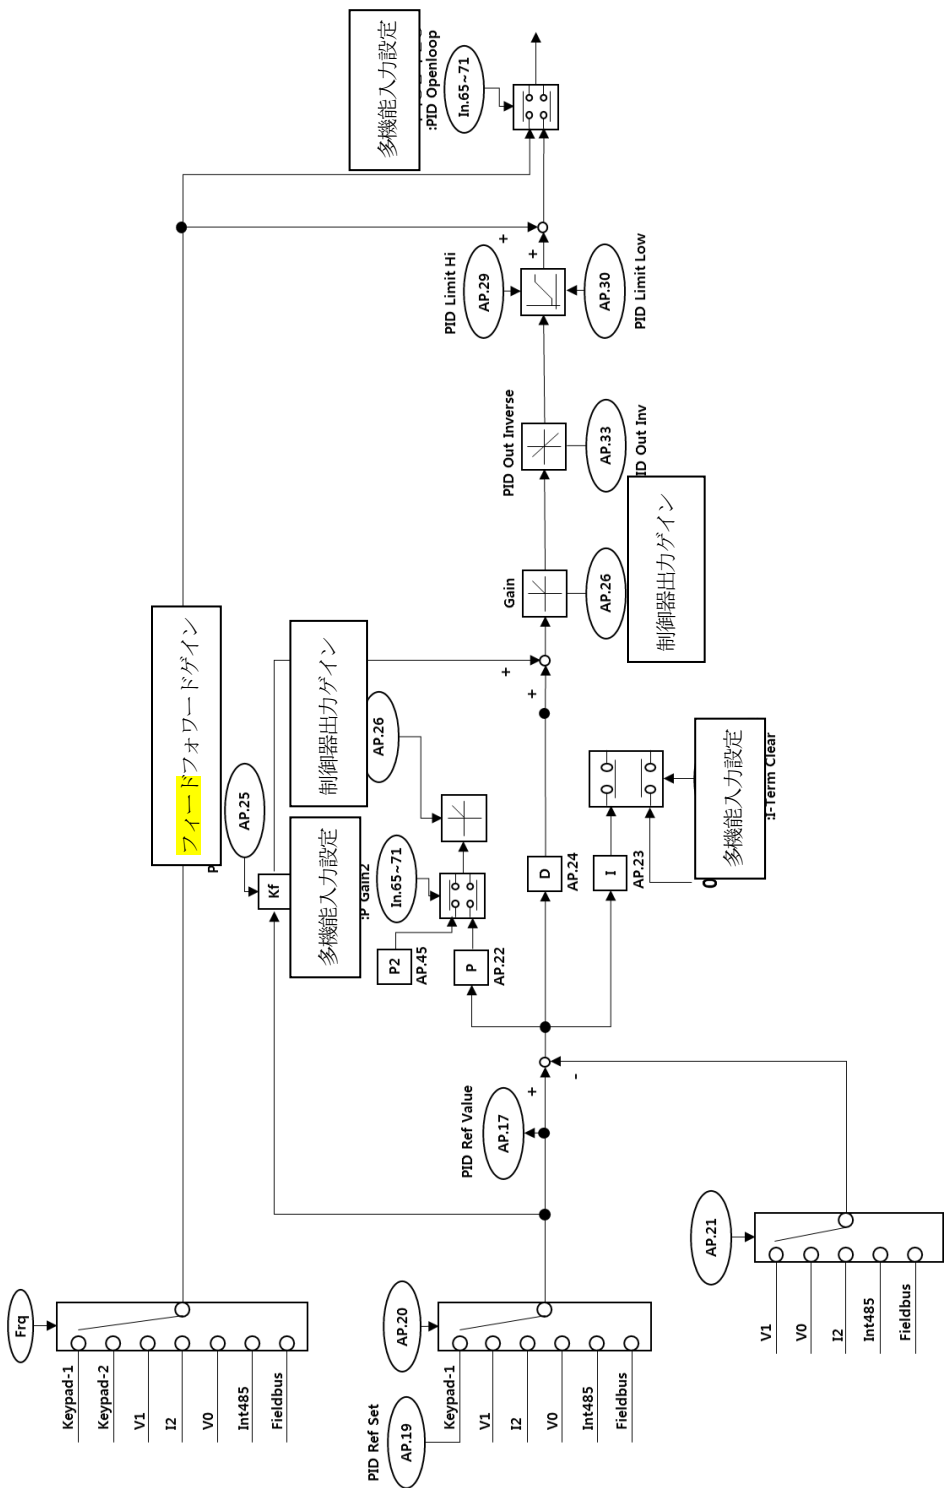 Frq
Keypad-1
Keypad-2
V1
I2
V0
Int485
Fieldbus
フィードフォワードゲイン
P
AP.25
Kf
制御器出力ゲイン
AP.26
多機能入力設定
:P_Gain2
In.65~71
P2
AP.45
P
AP.22
D
AP.24
I
AP.23
多機能入力設定
:I-Term Clear
0
PID Ref Set
AP.19
AP.20
Keypad-1
V1
I2
V0
Int485
Fieldbus
PID Ref Value
AP.17
+
-
AP.21
V1
V0
I2
Int485
Fieldbus
+
+
Gain
AP.26
制御器出力ゲイン
PID Out Inverse
AP.33
ID Out Inv
PID Limit Hi
AP.29
AP.30
PID Limit Low
+
+
多機能入力設定
:PID Openloop
In.65~71